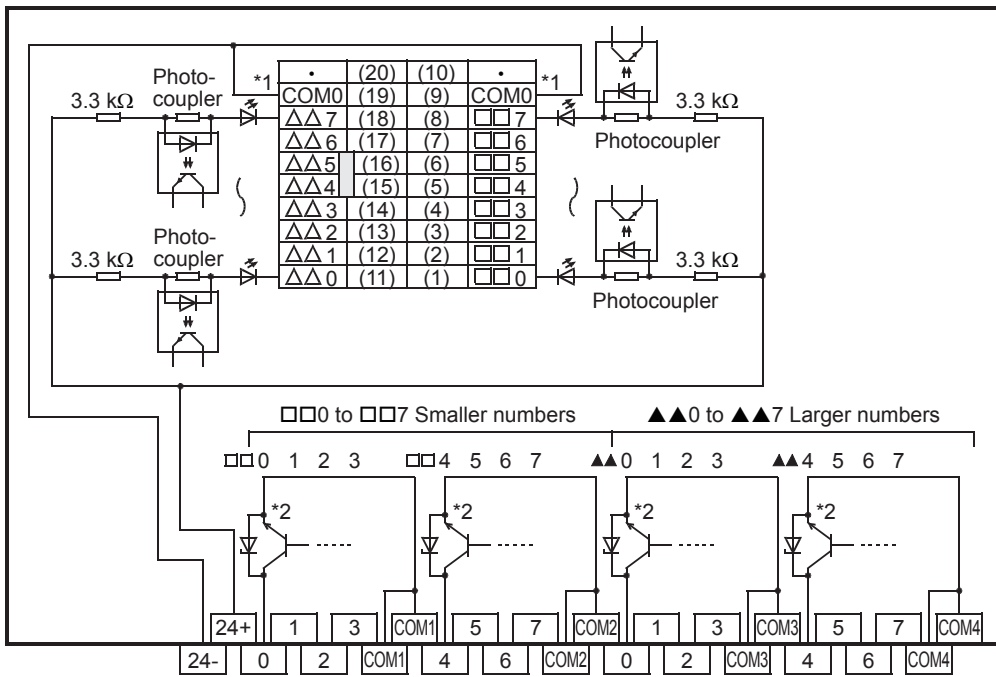 Photo-
coupler
3.3 kΩ
*1
• (20) (10) •
COM0 (19) (9) COM0
△△7 (18) (8) □□7
△△6 (17) (7) □□6
△△5 (16) (6) □□5
△△4 (15) (5) □□4
△△3 (14) (4) □□3
△△2 (13) (3) □□2
△△1 (12) (2) □□1
△△0 (11) (1) □□0
*1
3.3 kΩ
Photocoupler
Photo-
coupler
3.3 kΩ
3.3 kΩ
Photocoupler
□□0 to □□7 Smaller numbers ▲▲0 to ▲▲7 Larger numbers
□□0 1 2 3 □□4 5 6 7 ▲▲0 1 2 3 ▲▲4 5 6 7
*2 *2 *2 *2
24+ 1 3 COM1 5 7 COM2 1 3 COM3 5 7 COM4
24- 0 2 COM1 4 6 COM2 0 2 COM3 4 6 COM4